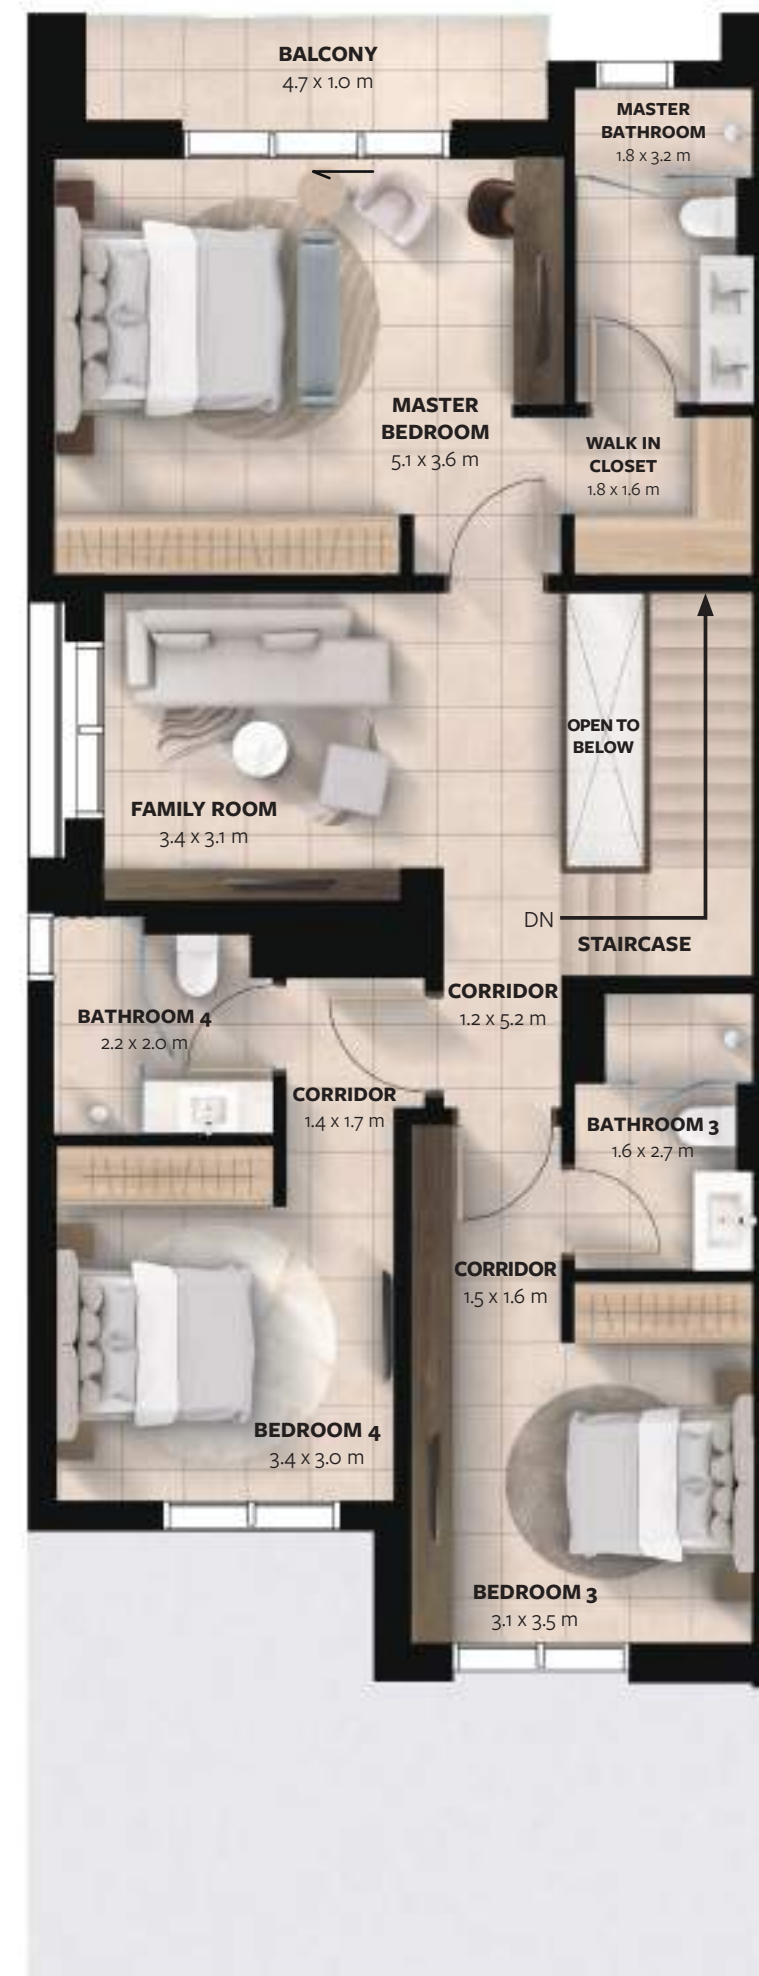 BALCONY
4.7 x 1.0 m
MASTER
BATHROOM
1.8 x 3.2 m
MASTER
BEDROOM
5.1 x 3.6 m
WALK IN
CLOSET
1.8 x 1.6 m
OPEN TO
BELOW
FAMILY ROOM
3.4 x 3.1 m
DN
STAIRCASE
CORRIDOR
1.2 x 5.2 m
BATHROOM 4
2.2 x 2.0 m
CORRIDOR
1.4 x 1.7 m
BATHROOM 3
1.6 x 2.7 m
CORRIDOR
1.5 x 1.6 m
BEDROOM 4
3.4 x 3.0 m
BEDROOM 3
3.1 x 3.5 m